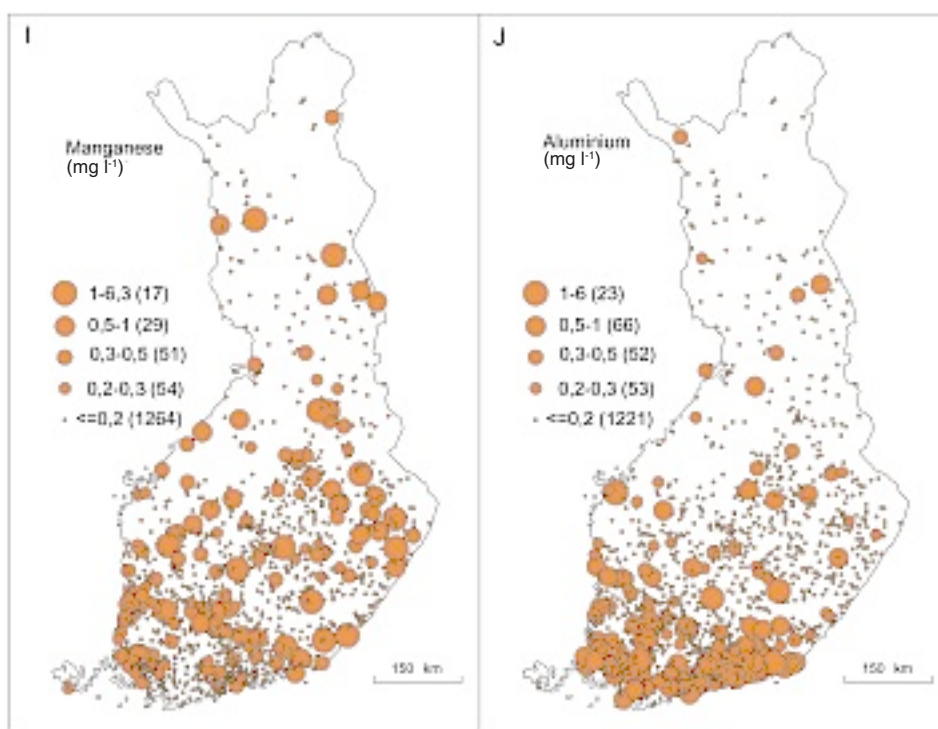 I
Manganese
(mg l⁻¹)
1-6,3 (17)
0,5-1 (29)
0,3-0,5 (51)
0,2-0,3 (54)
<=0,2 (1264)
150 km
J
Aluminium
(mg l⁻¹)
1-6 (23)
0,5-1 (66)
0,3-0,5 (52)
0,2-0,3 (53)
<=0,2 (1221)
150 km